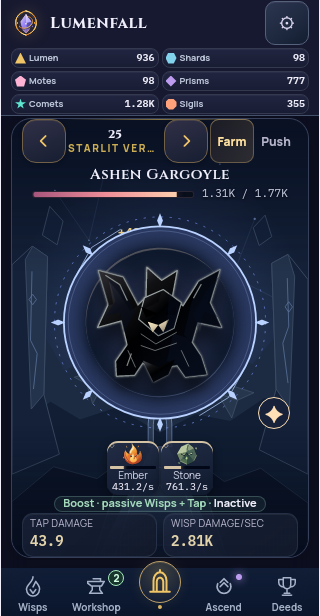 LUMENFALL
Lumen 936
Shards 98
Motes 98
Prisms 777
Comets 1.28K
Sigils 355
25
STARLIT VER…
Farm
Push
ASHEN GARGOYLE
1.31K / 1.77K
Ember
431.2/s
Stone
761.3/s
Boost · passive Wisps + Tap · Inactive
TAP DAMAGE
43.9
WISP DAMAGE/SEC
2.81K
2
Wisps
Workshop
Ascend
Deeds